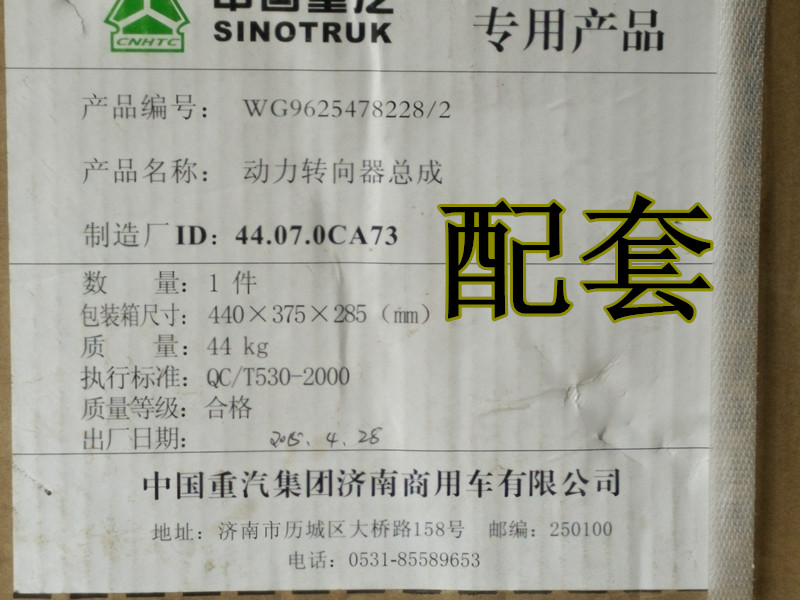 中国重汽
SINOTRUK
CNHTC
专用产品
产品编号： WG9625478228/2
产品名称： 动力转向器总成
制造厂ID：44.07.0CA73
配套
数 量：1 件
包装箱尺寸：440×375×285（mm）
质 量：44 kg
执行标准：QC/T530-2000
质量等级：合格
出厂日期： 2015.4.28
中国重汽集团济南商用车有限公司
地址：济南市历城区大桥路158号 邮编：250100
电话：0531-85589653